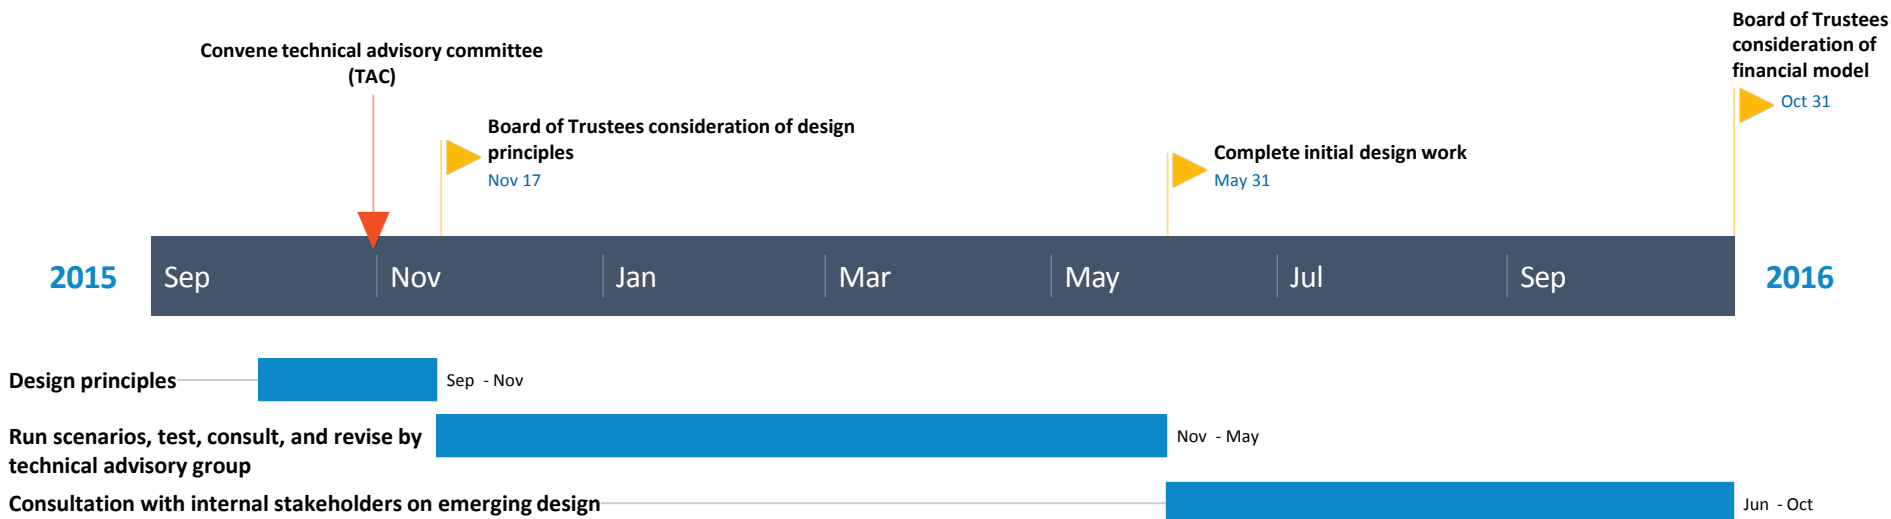 Board of Trustees
consideration of
financial model
Oct 31
Convene technical advisory committee
(TAC)
Board of Trustees consideration of design
principles
Nov 17
Complete initial design work
May 31
2015
Sep
Nov
Jan
Mar
May
Jul
Sep
2016
Design principles
Sep - Nov
Run scenarios, test, consult, and revise by
technical advisory group
Nov - May
Consultation with internal stakeholders on emerging design
Jun - Oct